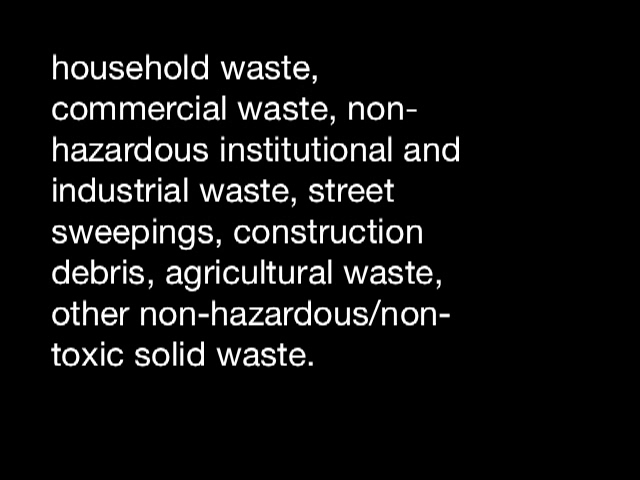 household waste,
commercial waste, non-
hazardous institutional and
industrial waste, street
sweepings, construction
debris, agricultural waste,
other non-hazardous/non-
toxic solid waste.